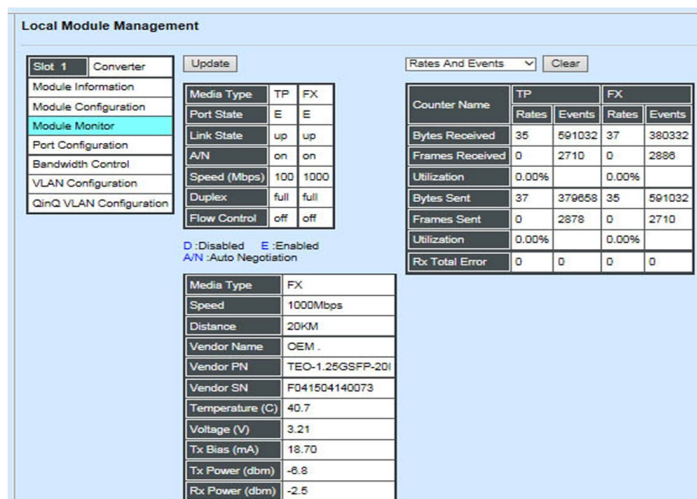 Local Module Management
Slot 1 Converter
Module Information
Module Configuration
Module Monitor
Port Configuration
Bandwidth Control
VLAN Configuration
QinQ VLAN Configuration
Update
Media Type TP FX
Port State E E
Link State up up
A/N on on
Speed (Mbps) 100 1000
Duplex full full
Flow Control off off
D :Disabled E :Enabled
A/N :Auto Negotiation
Media Type FX
Speed 1000Mbps
Distance 20KM
Vendor Name OEM .
Vendor PN TEO-1.25GSFP-20
Vendor SN F041504140073
Temperature (C) 40.7
Voltage (V) 3.21
Tx Bias (mA) 18.70
Tx Power (dbm) -6.8
Rx Power (dbm) -2.5
Rates And Events Clear
Counter Name TP FX
Rates Events Rates Events
Bytes Received 35 591032 37 380332
Frames Received 0 2710 0 2886
Utilization 0.00% 0.00%
Bytes Sent 37 379658 35 591032
Frames Sent 0 2878 0 2710
Utilization 0.00% 0.00%
Rx Total Error 0 0 0 0